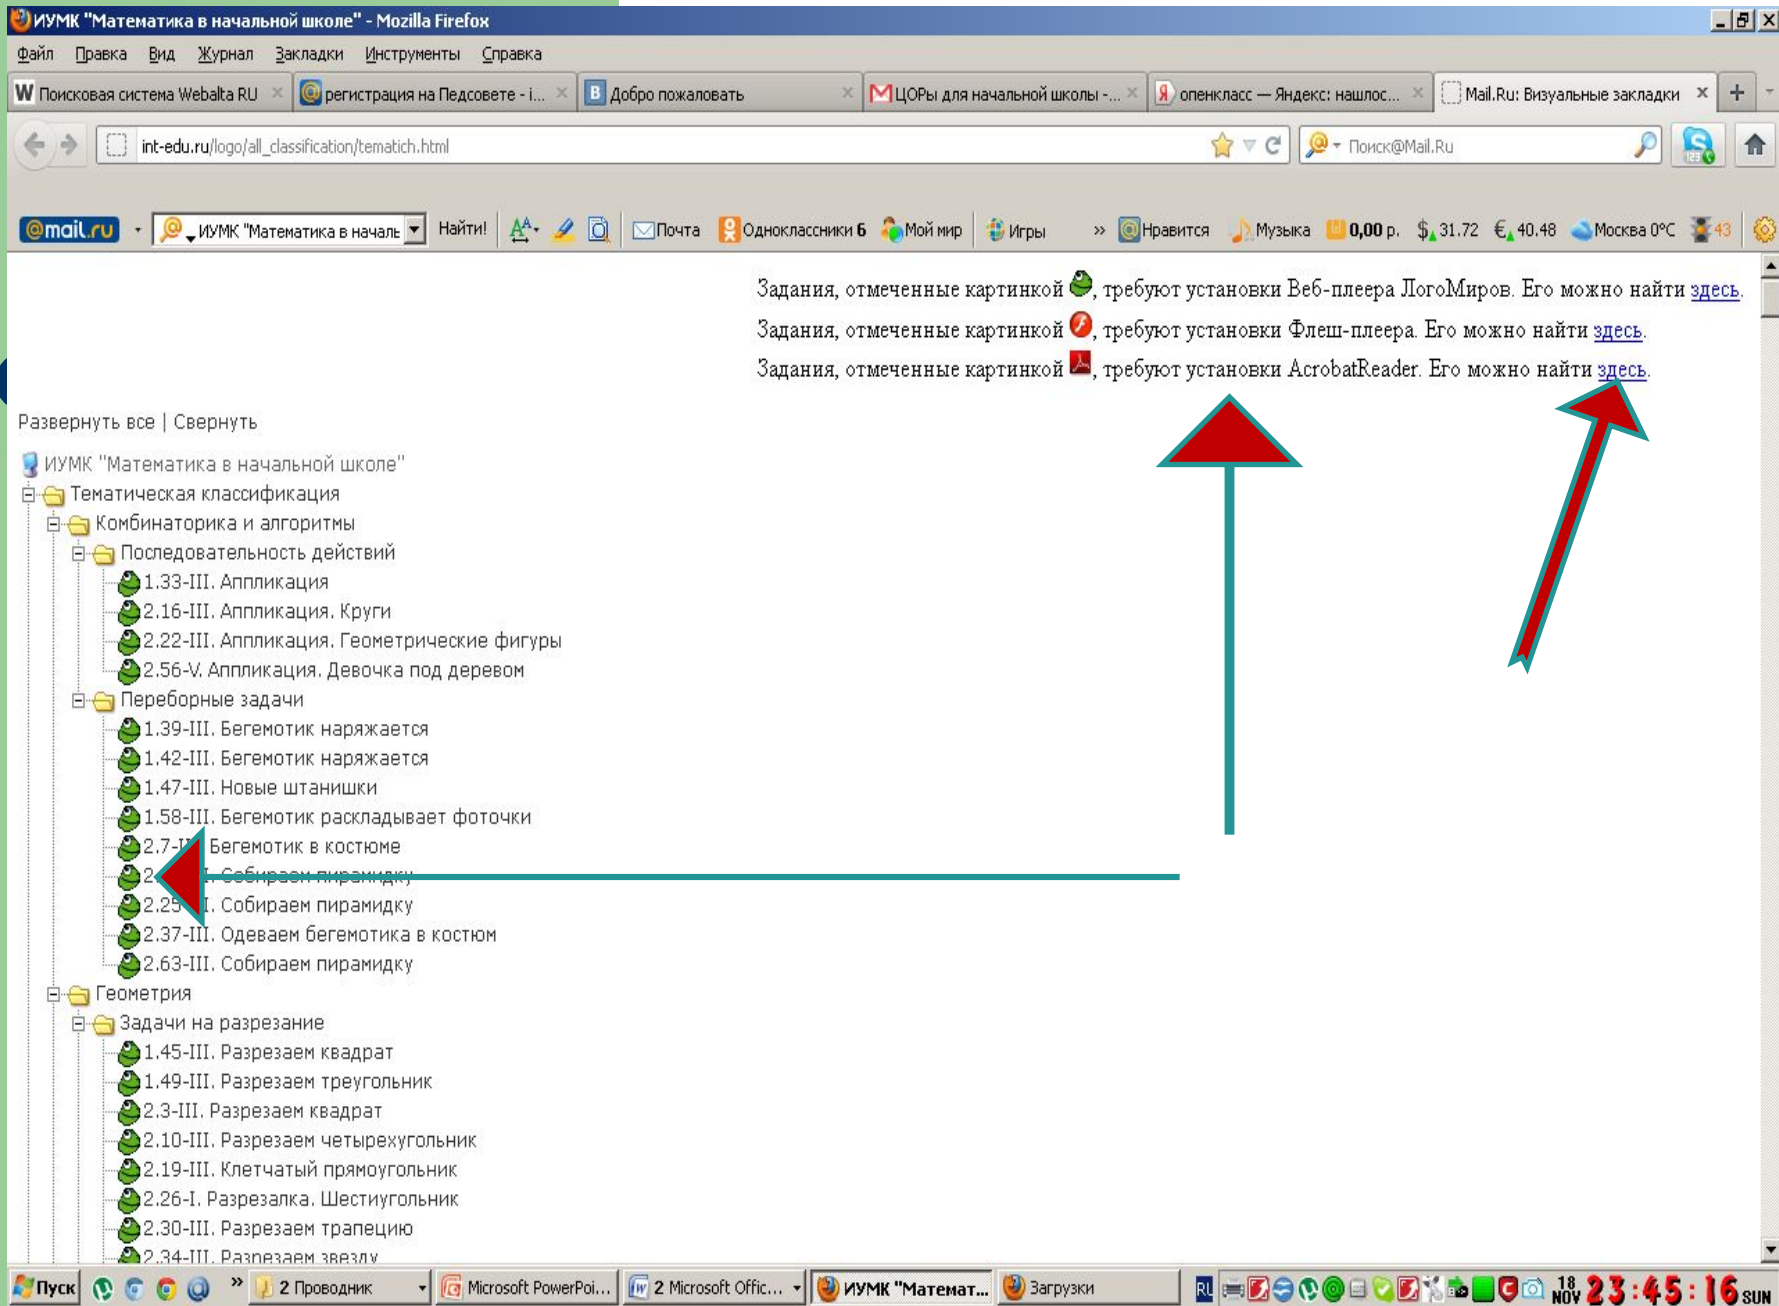 ИУМК "Математика в начальной школе" - Mozilla Firefox
Файл Правка Вид Журнал Закладки Инструменты Справка
W Поисковая система Webalta RU регистрация на Педсовете - i... B Добро пожаловать ЦОРы для начальной школы -... Я опенкласс — Яндекс: нашлос... Mail.Ru: Визуальные закладки
int-edu.ru/logo/all_classification/tematich.html Поиск@Mail.Ru
@mail.ru ИУМК "Математика в началь Найти! Почта Одноклассники 6 Мой мир Игры » Нравится Музыка 0,00 р. $ 31.72 € 40.48 Москва 0°C 43
Задания, отмеченные картинкой , требуют установки Веб-плеера ЛогоМиров. Его можно найти здесь.
Задания, отмеченные картинкой , требуют установки Флеш-плеера. Его можно найти здесь.
Задания, отмеченные картинкой , требуют установки AcrobatReader. Его можно найти здесь.
Развернуть все | Свернуть
ИУМК "Математика в начальной школе"
Тематическая классификация
Комбинаторика и алгоритмы
Последовательность действий
1.33-III. Аппликация
2.16-III. Аппликация. Круги
2.22-III. Аппликация. Геометрические фигуры
2.56-V. Аппликация. Девочка под деревом
Переборные задачи
1.39-III. Бегемотик наряжается
1.42-III. Бегемотик наряжается
1.47-III. Новые штанишки
1.58-III. Бегемотик раскладывает фоточки
Бегемотик в костюме
Собираем пирамидку
Собираем пирамидку
2.37-III. Одеваем бегемотика в костюм
2.63-III. Собираем пирамидку
Геометрия
Задачи на разрезание
1.45-III. Разрезаем квадрат
1.49-III. Разрезаем треугольник
2.3-III. Разрезаем квадрат
2.10-III. Разрезаем четырехугольник
2.19-III. Клетчатый прямоугольник
2.26-I. Разрезалка. Шестиугольник
2.30-III. Разрезаем трапецию
2.34-III. Разрезаем звезду
Пуск » 2 Проводник Microsoft PowerPoi... 2 Microsoft Offic... ИУМК "Математ... Загрузки RU 18 NOV 23:45:16 SUN